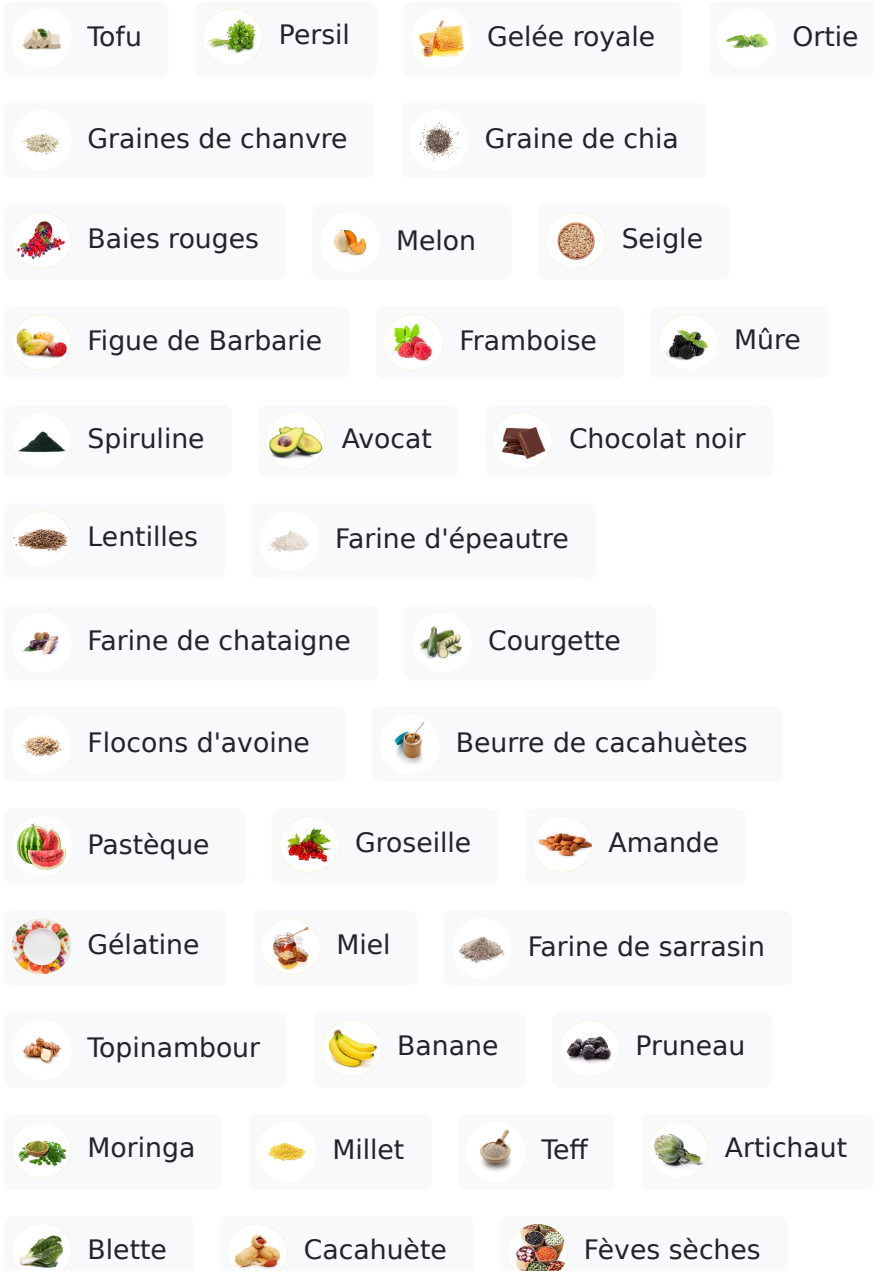 Tofu Persil Gelée royale Ortie
Graines de chanvre Graine de chia
Baies rouges Melon Seigle
Figue de Barbarie Framboise Mûre
Spiruline Avocat Chocolat noir
Lentilles Farine d'épeautre
Farine de chataigne Courgette
Flocons d'avoine Beurre de cacahuètes
Pastèque Groseille Amande
Gélatine Miel Farine de sarrasin
Topinambour Banane Pruneau
Moringa Millet Teff Artichaut
Blette Cacahuète Fèves sèches